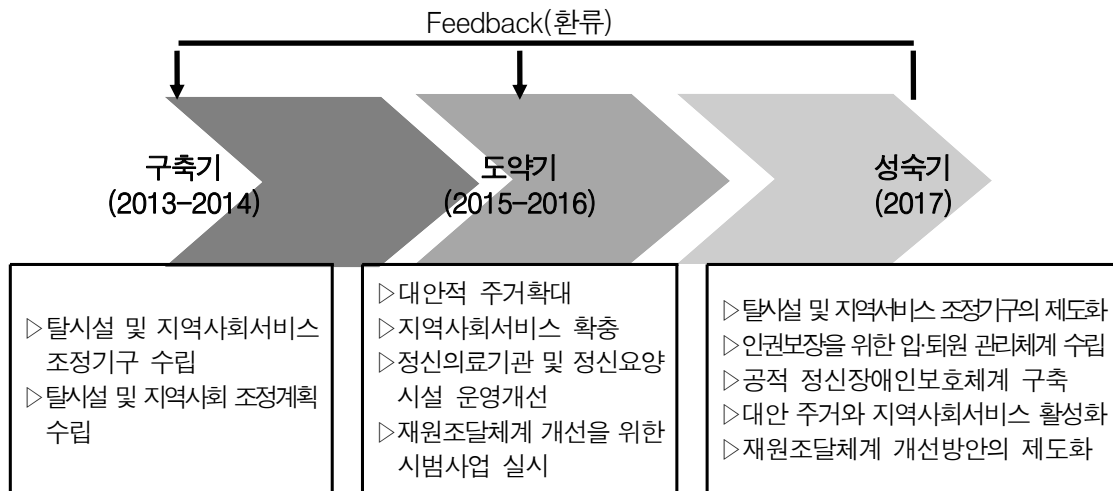 Feedback(환류)
구축기
(2013-2014)
도약기
(2015-2016)
성숙기
(2017)
▷탈시설 및 지역사회서비스
조정기구 수립
▷탈시설 및 지역사회 조정계획
수립
▷대안적 주거확대
▷지역사회서비스 확충
▷정신의료기관 및 정신요양
시설 운영개선
▷재원조달체계 개선을 위한
시범사업 실시
▷탈시설 및 지역서비스 조정기구의 제도화
▷인권보장을 위한 입·퇴원 관리체계 수립
▷공적 정신장애인보호체계 구축
▷대안 주거와 지역사회서비스 활성화
▷재원조달체계 개선방안의 제도화